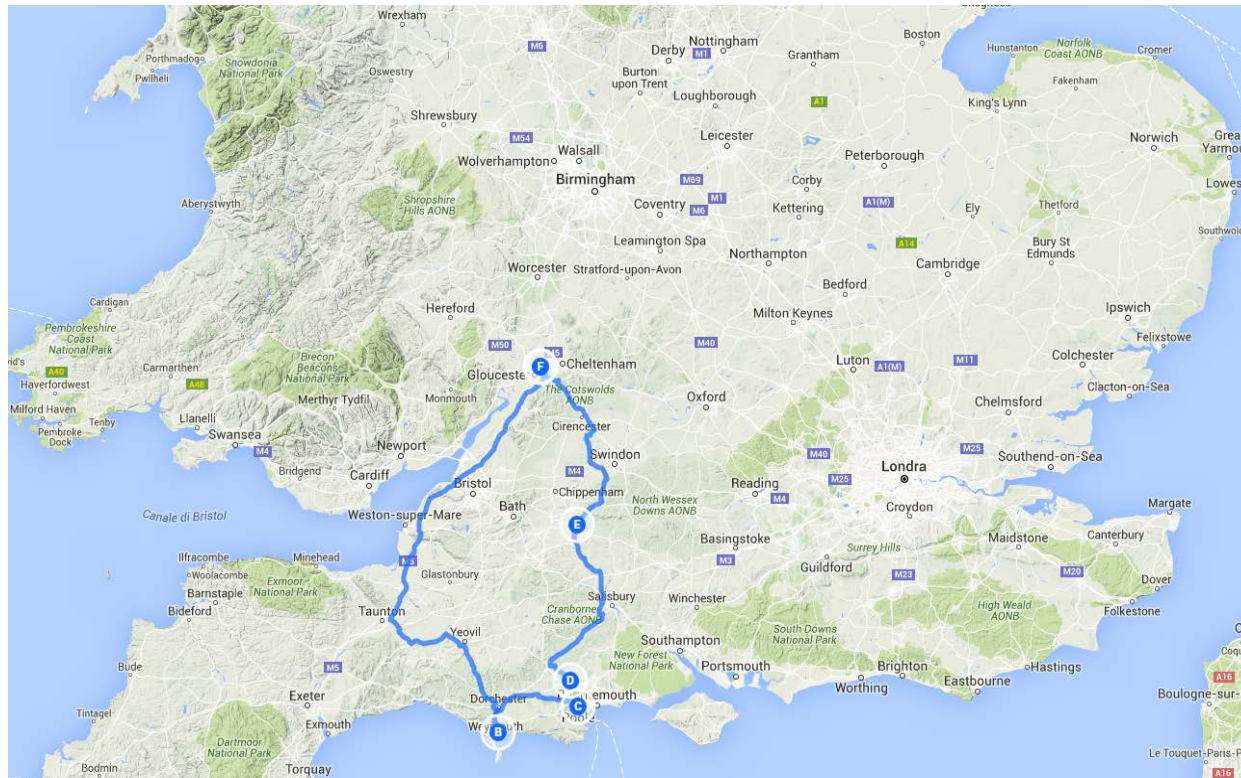 Skegness
Wrexham
Porthmadog
Snowdonia
National Park
Pwllheli
Oswestry
M6
Derby
M1
Nottingham
Grantham
Boston
Hunstanton
Norfolk
Coast AONB
Cromer
Burton
upon Trent
Loughborough
Fakenham
A1
King's Lynn
Shrewsbury
M54
Wolverhampton
Walsall
Leicester
Peterborough
Norwich
Birmingham
M69
M1
M6
Coventry
Corby
Kettering
A1(M)
Ely
Thetford
Aberystwyth
Shropshire
Hills AONB
Leamington Spa
Northampton
A14
Bury St
Edmunds
Worcester
Stratford-upon-Avon
Cambridge
Bedford
Cardigan
Hereford
Milton Keynes
Ipswich
Pembrokeshire
Coast National
Park
Felixstowe
M50
M40
Cheltenham
F
Luton
A1(M)
M11
Colchester
A40
Haverfordwest
Carmarthen
A48
Brecon
Beacons
National Park
The Cotswolds
AONB
Clacton-on-Sea
Milford Haven
Pembroke
Dock
Tenby
Merthyr Tydfil
Monmouth
Oxford
Chelmsford
Llanelli
Swansea
Cirencester
M4
Newport
Swindon
M40
M25
Southend-on-Sea
Bridgend
Cardiff
Bristol
M4
Chippenham
Reading
M4
M25
Londra
Croydon
North Wessex
Downs AONB
Margate
Canale di Bristol
Weston-super-Mare
Bath
E
Basingstoke
Maidstone
Canterbury
Ilfracombe
Woolacombe
Minehead
M3
Surrey Hills
Guildford
M20
Dover
Barnstaple
Exmoor
National Park
Glastonbury
M23
Folkestone
Bideford
Taunton
Cranborne
Chase AONB
Salisbury
Winchester
High Weald
AONB
Yeovil
Southampton
South Downs
National Park
Bude
M5
New Forest
National Park
Portsmouth
Worthing
Brighton
Eastbourne
Hastings
Exeter
Dorchester
D
C
B
A16
Tintagel
Exmouth
Dartmoor
National Park
Bodmin
Torquay
Le Touquet-Paris-P
A16